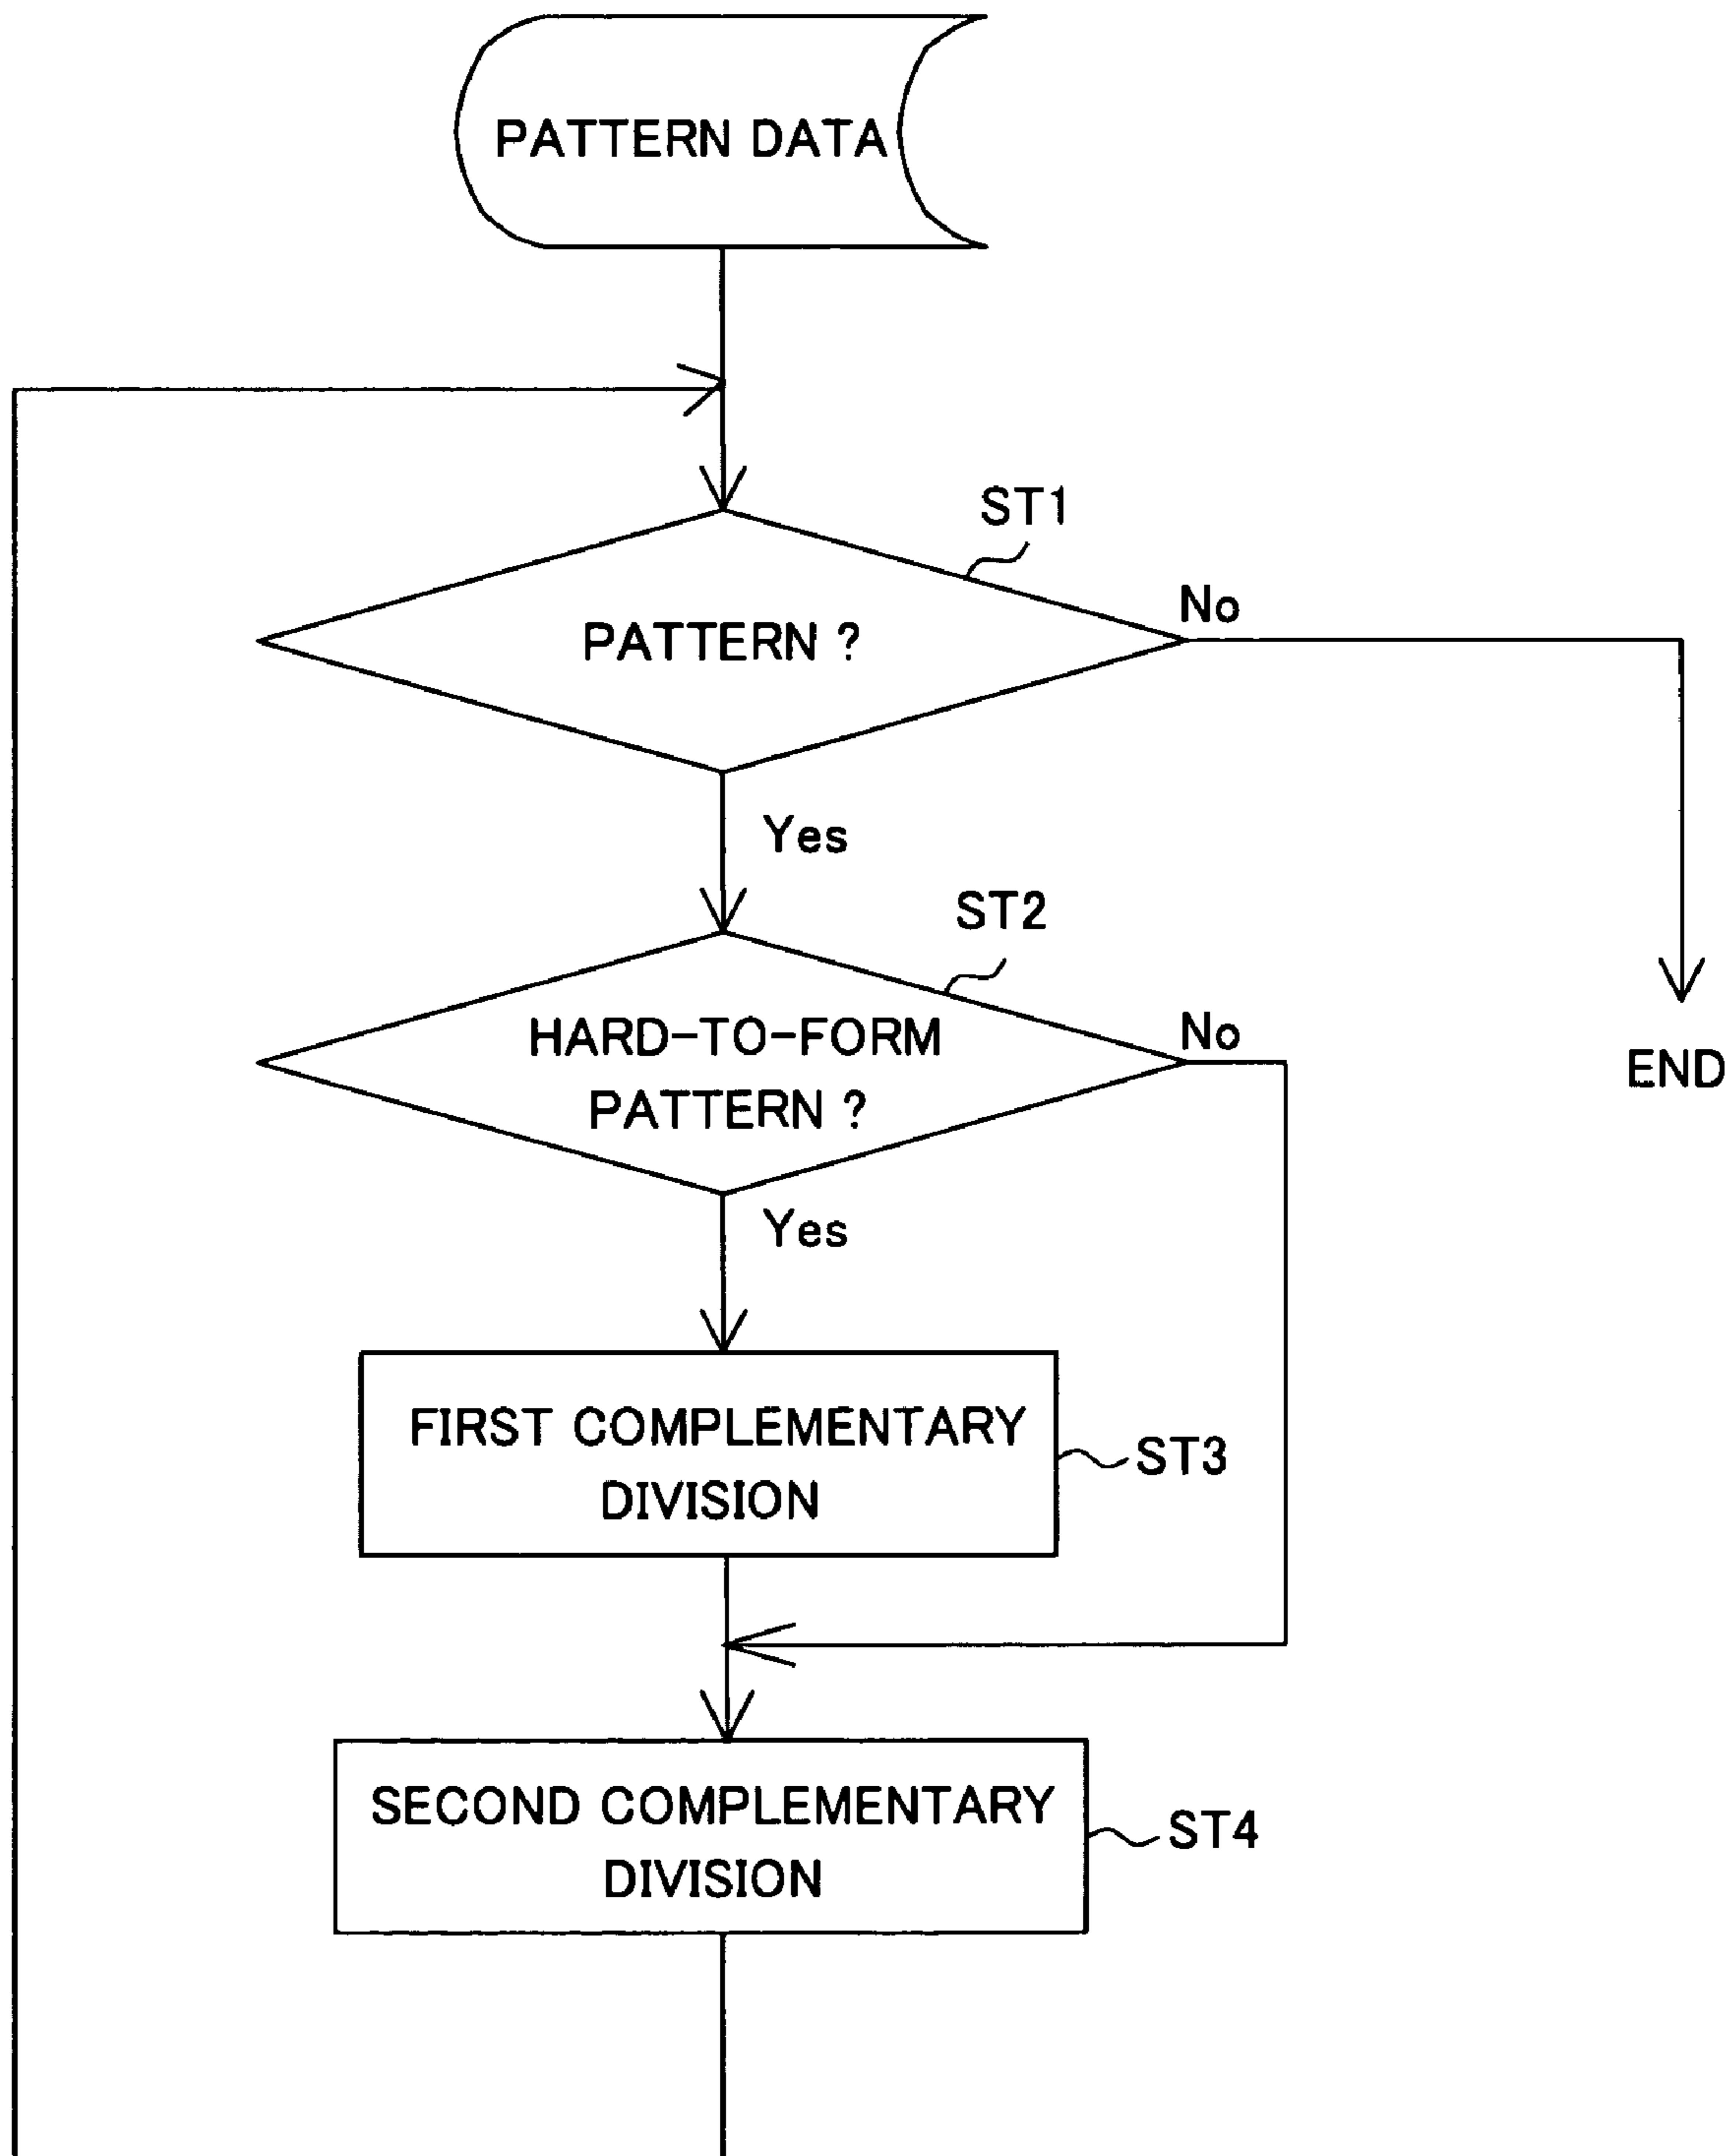 PATTERN DATA
ST1
PATTERN ?
No
Yes
ST2
HARD-TO-FORM
PATTERN ?
No
END
Yes
FIRST COMPLEMENTARY
DIVISION
ST3
SECOND COMPLEMENTARY
DIVISION
ST4